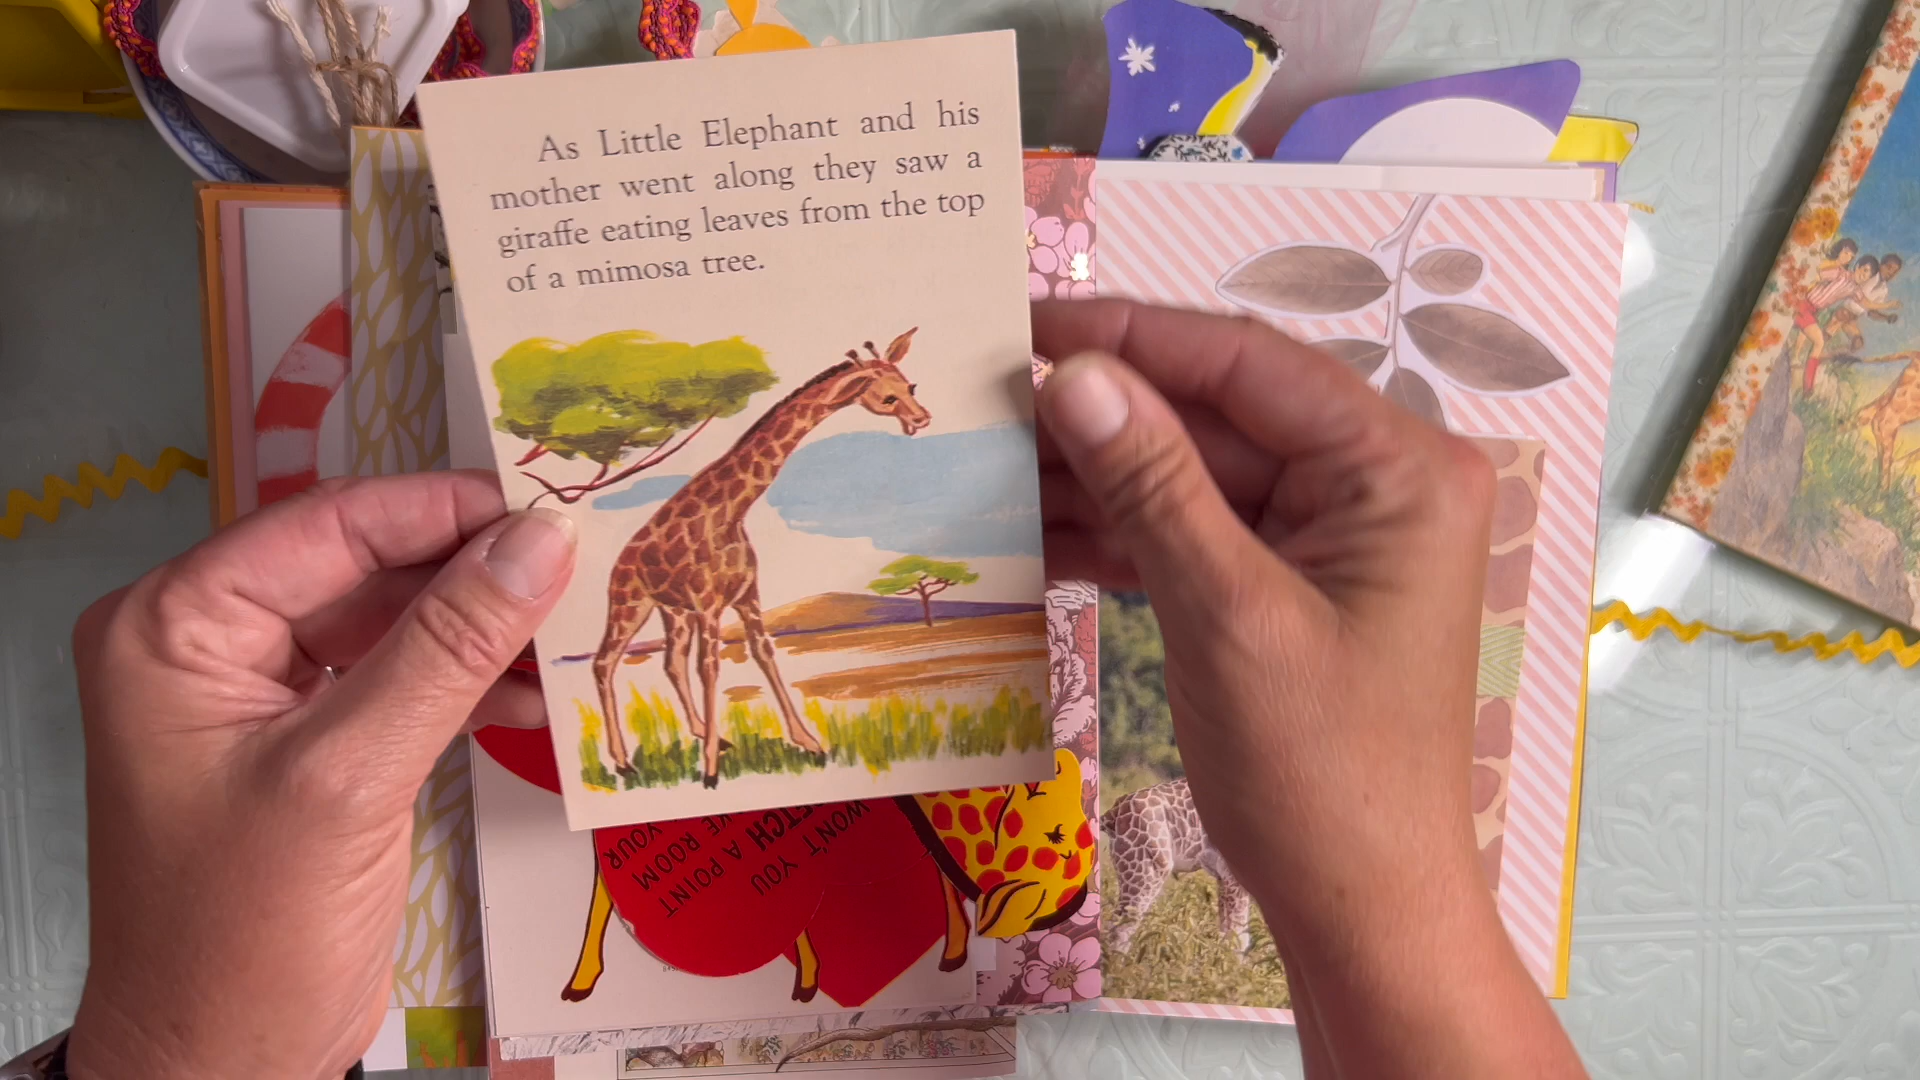 As Little Elephant and his
mother went along they saw a
giraffe eating leaves from the top
of a mimosa tree.
WON'T YOU
A POINT
ROOM
YOUR